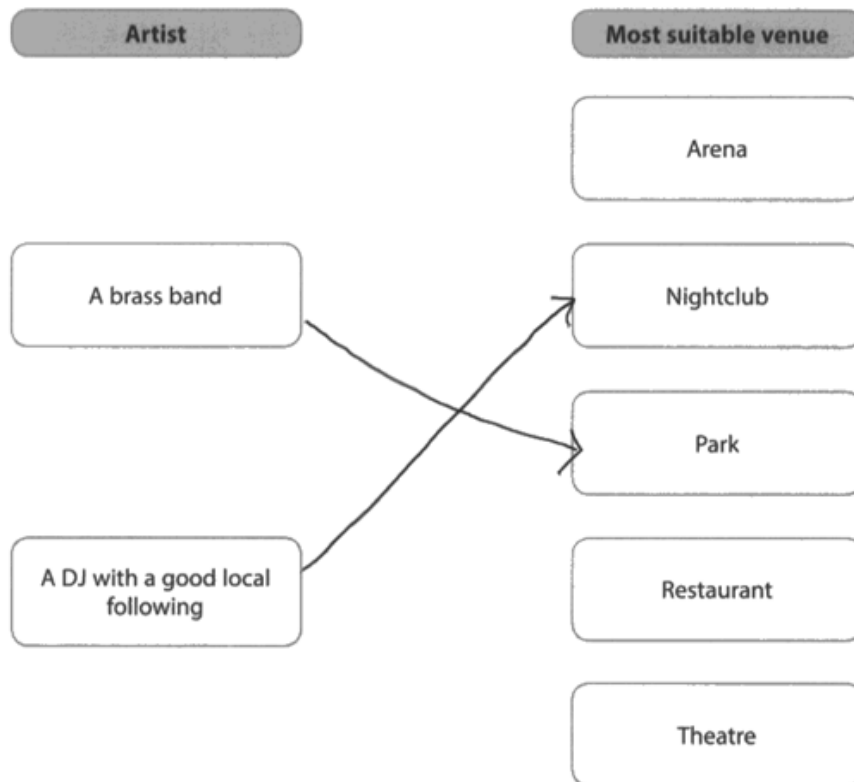 Artist
Most suitable venue
Arena
A brass band
Nightclub
Park
A DJ with a good local
following
Restaurant
Theatre